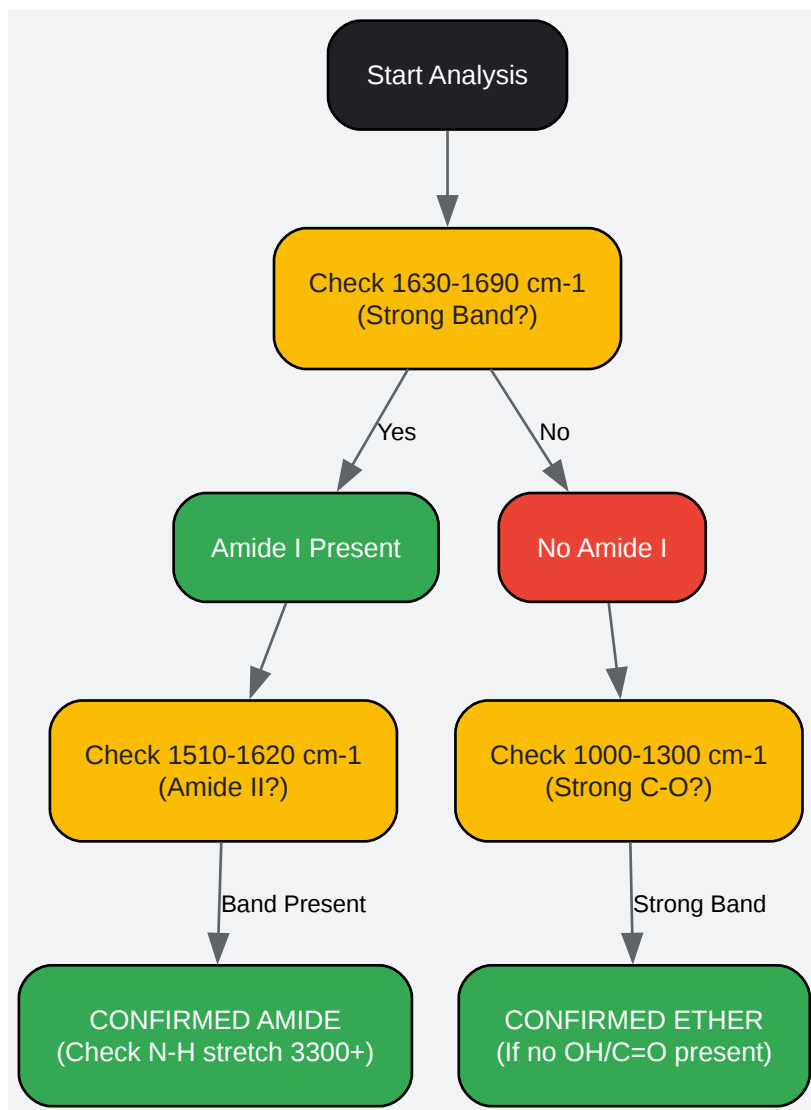 Start Analysis
Check 1630-1690 cm-1
(Strong Band?)
Yes
No
Amide I Present
No Amide I
Check 1510-1620 cm-1
(Amide II?)
Check 1000-1300 cm-1
(Strong C-O?)
Band Present
Strong Band
CONFIRMED AMIDE
(Check N-H stretch 3300+)
CONFIRMED ETHER
(If no OH/C=O present)